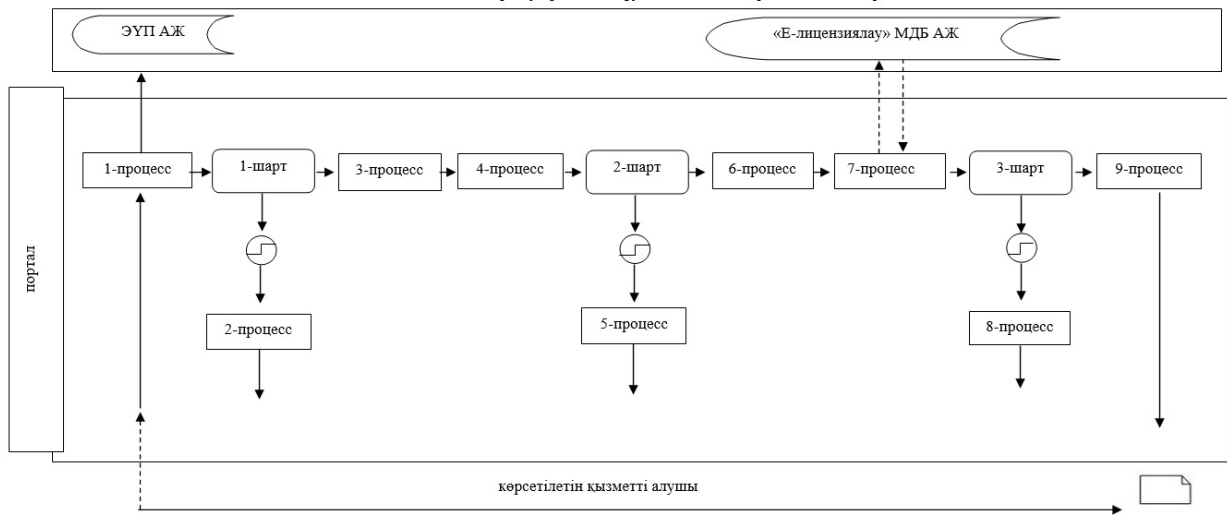 ЭҮП АЖ
«Е-лицензиялау» МДБ АЖ
портал
1-процесс
1-шарт
3-процесс
4-процесс
2-шарт
6-процесс
7-процесс
3-шарт
9-процесс
2-процесс
5-процесс
8-процесс
көрсетілетін қызметті алушы